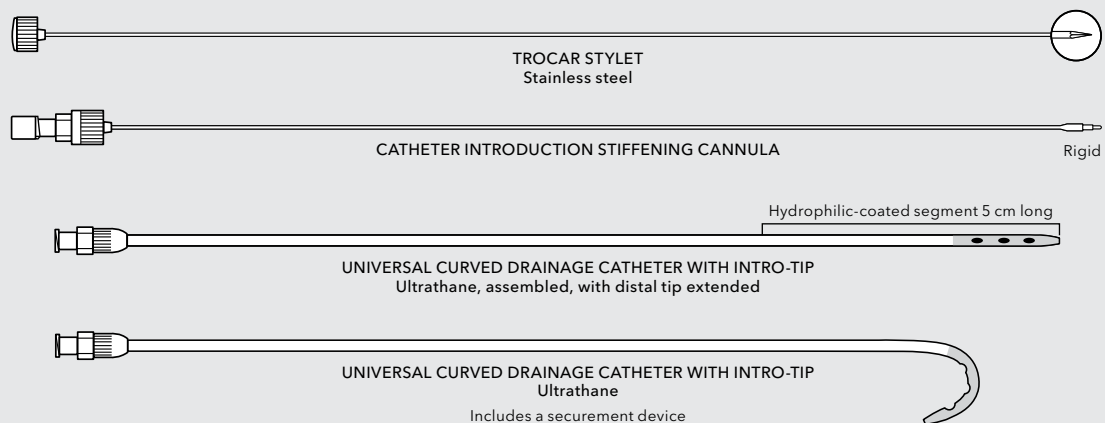 TROCAR STYLET
Stainless steel
CATHETER INTRODUCTION STIFFENING CANNULA
Rigid
Hydrophilic-coated segment 5 cm long
UNIVERSAL CURVED DRAINAGE CATHETER WITH INTRO-TIP
Ultrathane, assembled, with distal tip extended
UNIVERSAL CURVED DRAINAGE CATHETER WITH INTRO-TIP
Ultrathane
Includes a securement device